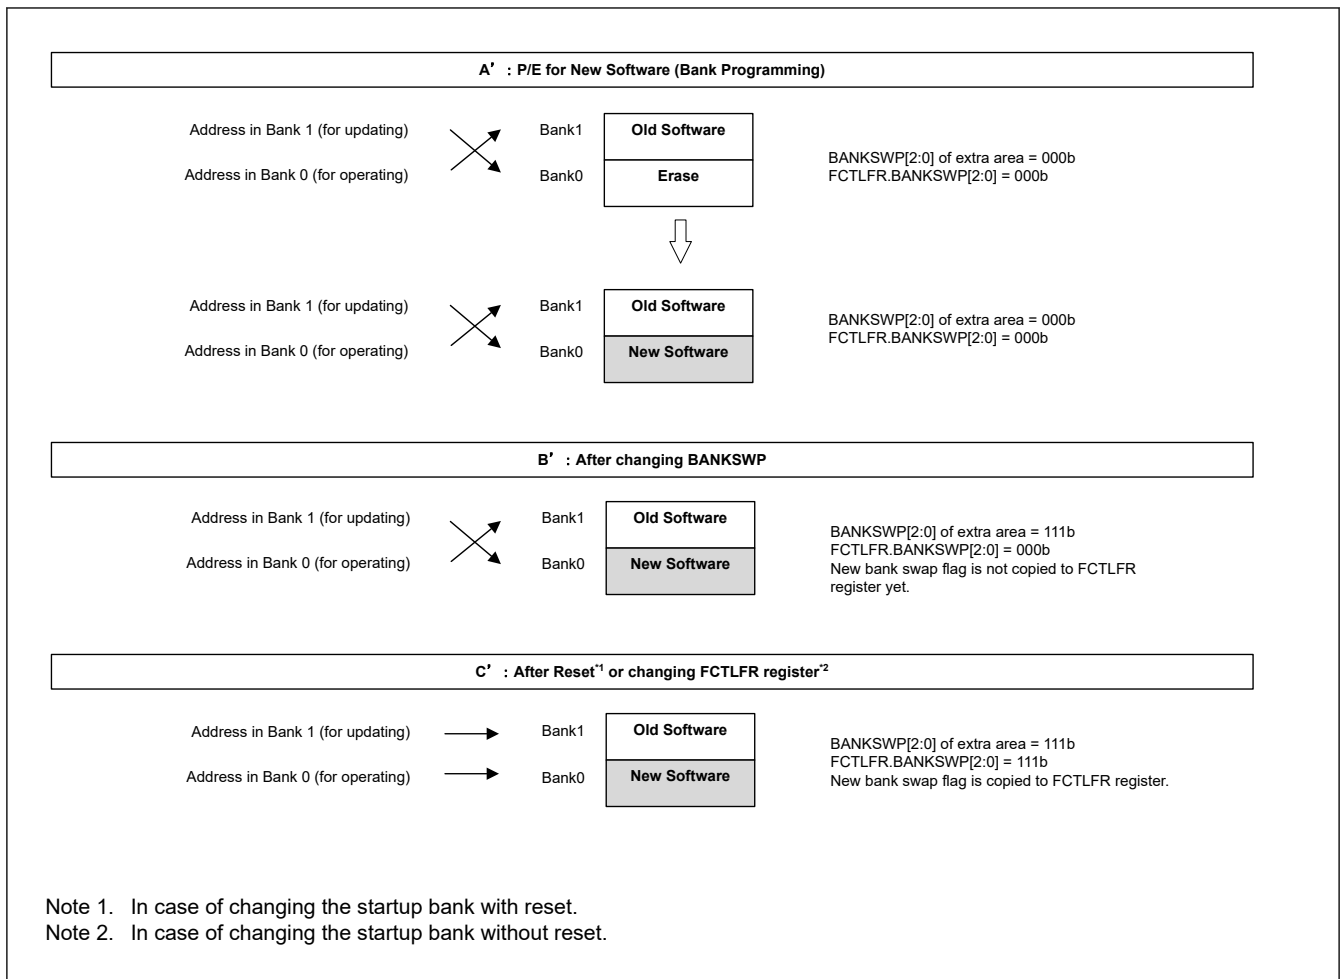 A’ : P/E for New Software (Bank Programming)
Address in Bank 1 (for updating)
Bank1
Old Software
Address in Bank 0 (for operating)
Bank0
Erase
BANKSWP[2:0] of extra area = 000b
FCTLFR.BANKSWP[2:0] = 000b
Address in Bank 1 (for updating)
Bank1
Old Software
Address in Bank 0 (for operating)
Bank0
New Software
BANKSWP[2:0] of extra area = 000b
FCTLFR.BANKSWP[2:0] = 000b
B’ : After changing BANKSWP
Address in Bank 1 (for updating)
Bank1
Old Software
Address in Bank 0 (for operating)
Bank0
New Software
BANKSWP[2:0] of extra area = 111b
FCTLFR.BANKSWP[2:0] = 000b
New bank swap flag is not copied to FCTLFR
register yet.
C’ : After Reset*1 or changing FCTLFR register*2
Address in Bank 1 (for updating)
Bank1
Old Software
Address in Bank 0 (for operating)
Bank0
New Software
BANKSWP[2:0] of extra area = 111b
FCTLFR.BANKSWP[2:0] = 111b
New bank swap flag is copied to FCTLFR register.
Note 1. In case of changing the startup bank with reset.
Note 2. In case of changing the startup bank without reset.